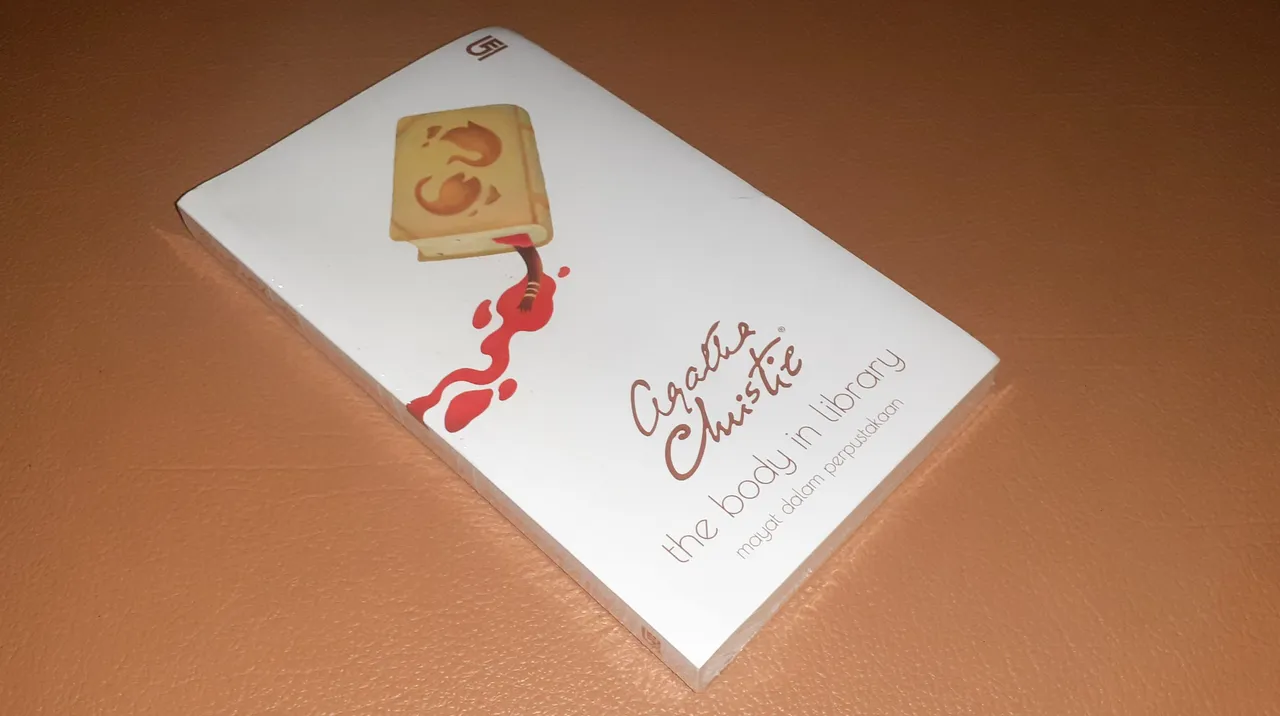 Agatha
Christie®
the body in library
mayat dalam perpustakaan